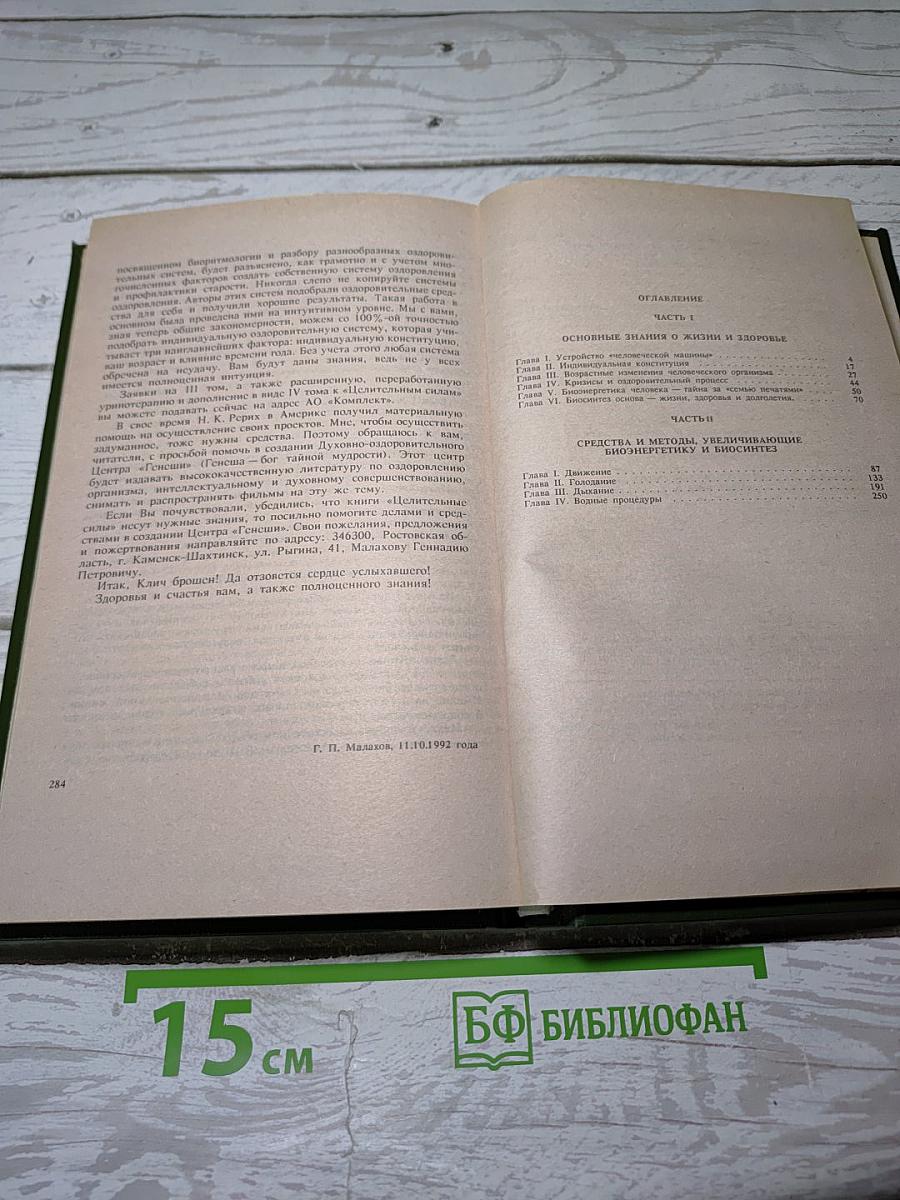 посвященном биоритмологии и разбору разнообразных оздорови-
тельных систем, будет разъяснено, как грамотно и с учетом мно-
гочисленных факторов создать собственную систему оздоровления
и профилактики старости. Никогда слепо не копируйте системы
оздоровления. Авторы этих систем подобрали оздоровительные сред-
ства для себя и получили хорошие результаты. Такая работа в
основном была проведена ими на интуитивном уровне. Мы с вами,
зная теперь общие закономерности, можем со 100%-ой точностью
подобрать индивидуальную оздоровительную систему, которая учи-
тывает три наиглавнейших фактора: индивидуальную конституцию,
ваш возраст и влияние времени года. Без учета этого любая система
обречена на неудачу. Вам будут даны знания, ведь не у всех
имеется полноценная интуиция.
Заявки на III том, а также расширенную, переработанную
уринотерапию и дополнение в виде IV тома к «Целительным силам»
вы можете подавать сейчас на адрес АО «Комплект».
В свое время Н. К. Рерих в Америке получил материальную
помощь на осуществление своих проектов. Мне, чтобы осуществить
задуманное, тоже нужны средства. Поэтому обращаюсь к вам,
читатели, с просьбой помочь в создании Духовно-оздоровительного
Центра «Генеши» (Генеша — бог тайной мудрости). Этот центр
будет издавать высококачественную литературу по оздоровлению
организма, интеллектуальному и духовному совершенствованию,
снимать и распространять фильмы на эту же тему.
Если Вы почувствовали, убедились, что книги «Целительные
силы» несут нужные знания, то посильно помогите делами и сред-
ствами в создании Центра «Генеши». Свои пожелания, предложения
и пожертвования направляйте по адресу: 346300, Ростовская об-
ласть, г. Каменск-Шахтинск, ул. Рыгина, 41, Малахову Геннадию
Петровичу.
Итак, Клич брошен! Да отзовется сердце услыхавшего!
Здоровья и счастья вам, а также полноценного знания!
Г. П. Малахов, 11.10.1992 года
284
ОГЛАВЛЕНИЕ
ЧАСТЬ I
ОСНОВНЫЕ ЗНАНИЯ О ЖИЗНИ И ЗДОРОВЬЕ
Глава I. Устройство «человеческой машины» 4
Глава II. Индивидуальная конституция 17
Глава III. Возрастные изменения человеческого организма 27
Глава IV. Кризисы и оздоровительный процесс 44
Глава V. Биоэнергетика человека — тайна за «семью печатями» 50
Глава VI. Биосинтез основа — жизни, здоровья и долголетия. 70
ЧАСТЬ II
СРЕДСТВА И МЕТОДЫ, УВЕЛИЧИВАЮЩИЕ
БИОЭНЕРГЕТИКУ И БИОСИНТЕЗ
Глава I. Движение 87
Глава II. Голодание 133
Глава III. Дыхание 191
Глава IV. Водные процедуры 250
15 см
БФ БИБЛИОФАН